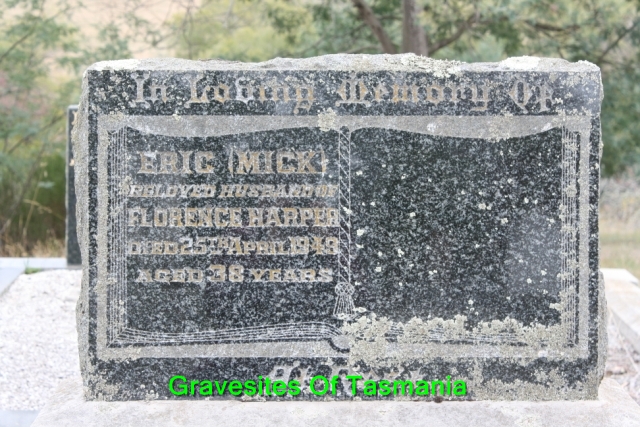 In Loving Memory Of
ERIC (MICK)
BELOVED HUSBAND OF
FLORENCE HARPER
DIED 25TH APRIL 1949
AGED 38 YEARS
Gravesites Of Tasmania